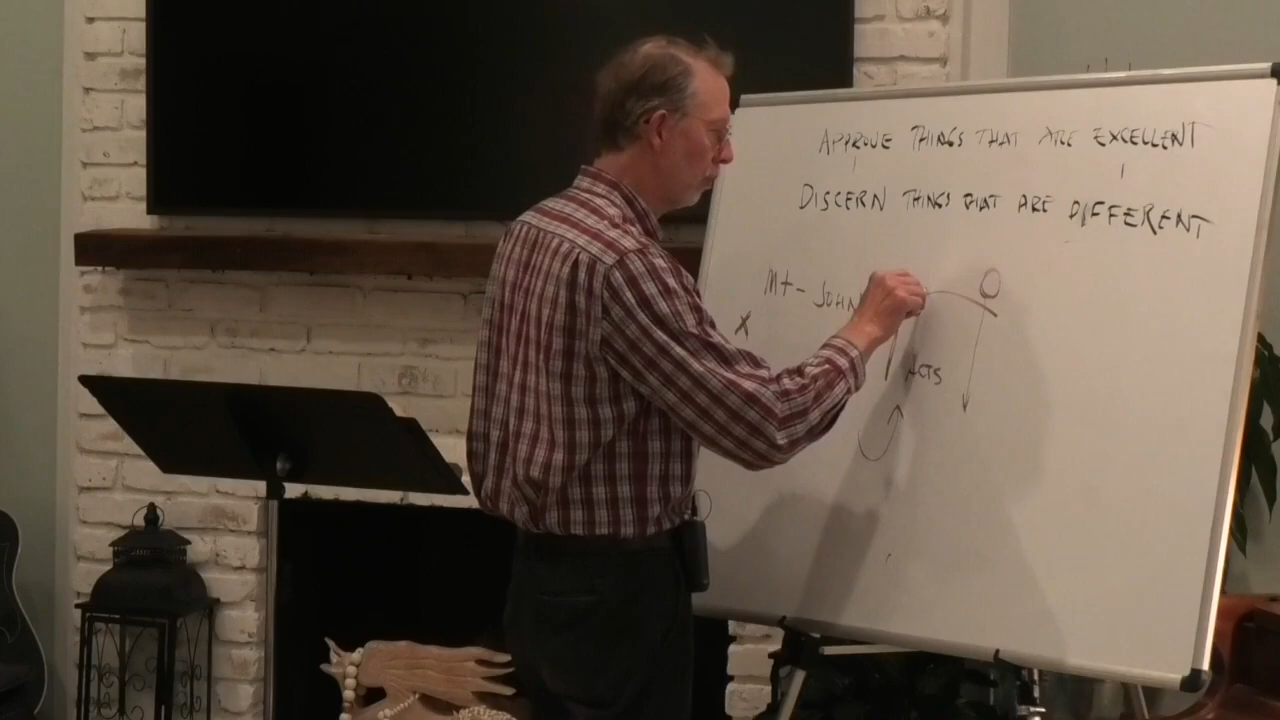 APPROVE THINGS THAT ARE EXCELLENT
DISCERN THINGS THAT ARE DIFFERENT
Mt - JOHN
X
ACTS